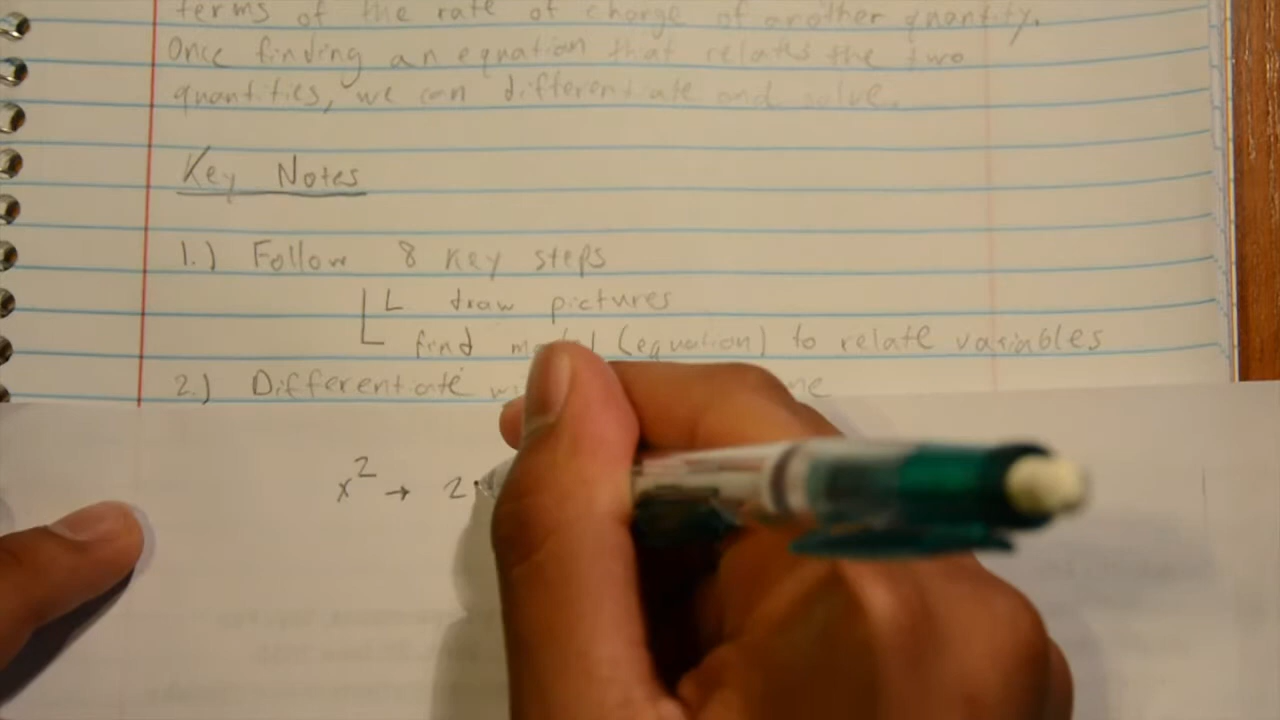 terms of the rate of change of another quantity.
Once finding an equation that relates the two
quantities, we can differentiate and solve.
Key Notes
1.) Follow 8 key steps
draw pictures
find (equation) to relate variables
2.) Differentiate
x² → 2